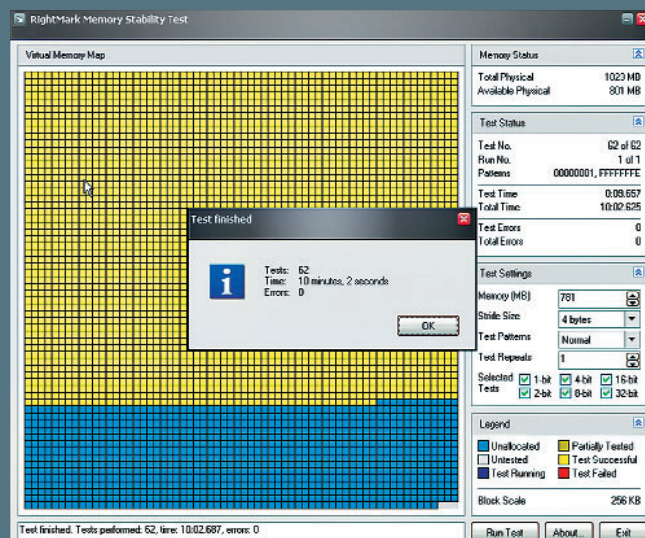 RightMark Memory Stability Test
Virtual Memory Map
Test finished
Tests: 62
Time: 10 minutes, 2 seconds
Errors: 0
OK
Memory Status
Total Physical 1023 MB
Available Physical 801 MB
Test Status
Test No. 62 of 62
Run No. 1 of 1
Patterns 00000001, FFFFFFFE
Test Time 0:09.657
Total Time 10:02.625
Test Errors 0
Total Errors 0
Test Settings
Memory (MB) 781
Stride Size 4 bytes
Test Patterns Normal
Test Repeats 1
Selected Tests 1-bit 4-bit 16-bit
2-bit 8-bit 32-bit
Legend
Unallocated Partially Tested
Untested Test Successful
Test Running Test Failed
Block Scale 256 KB
Test finished. Tests performed: 62, time: 10:02.687, errors: 0
Run Test About... Exit